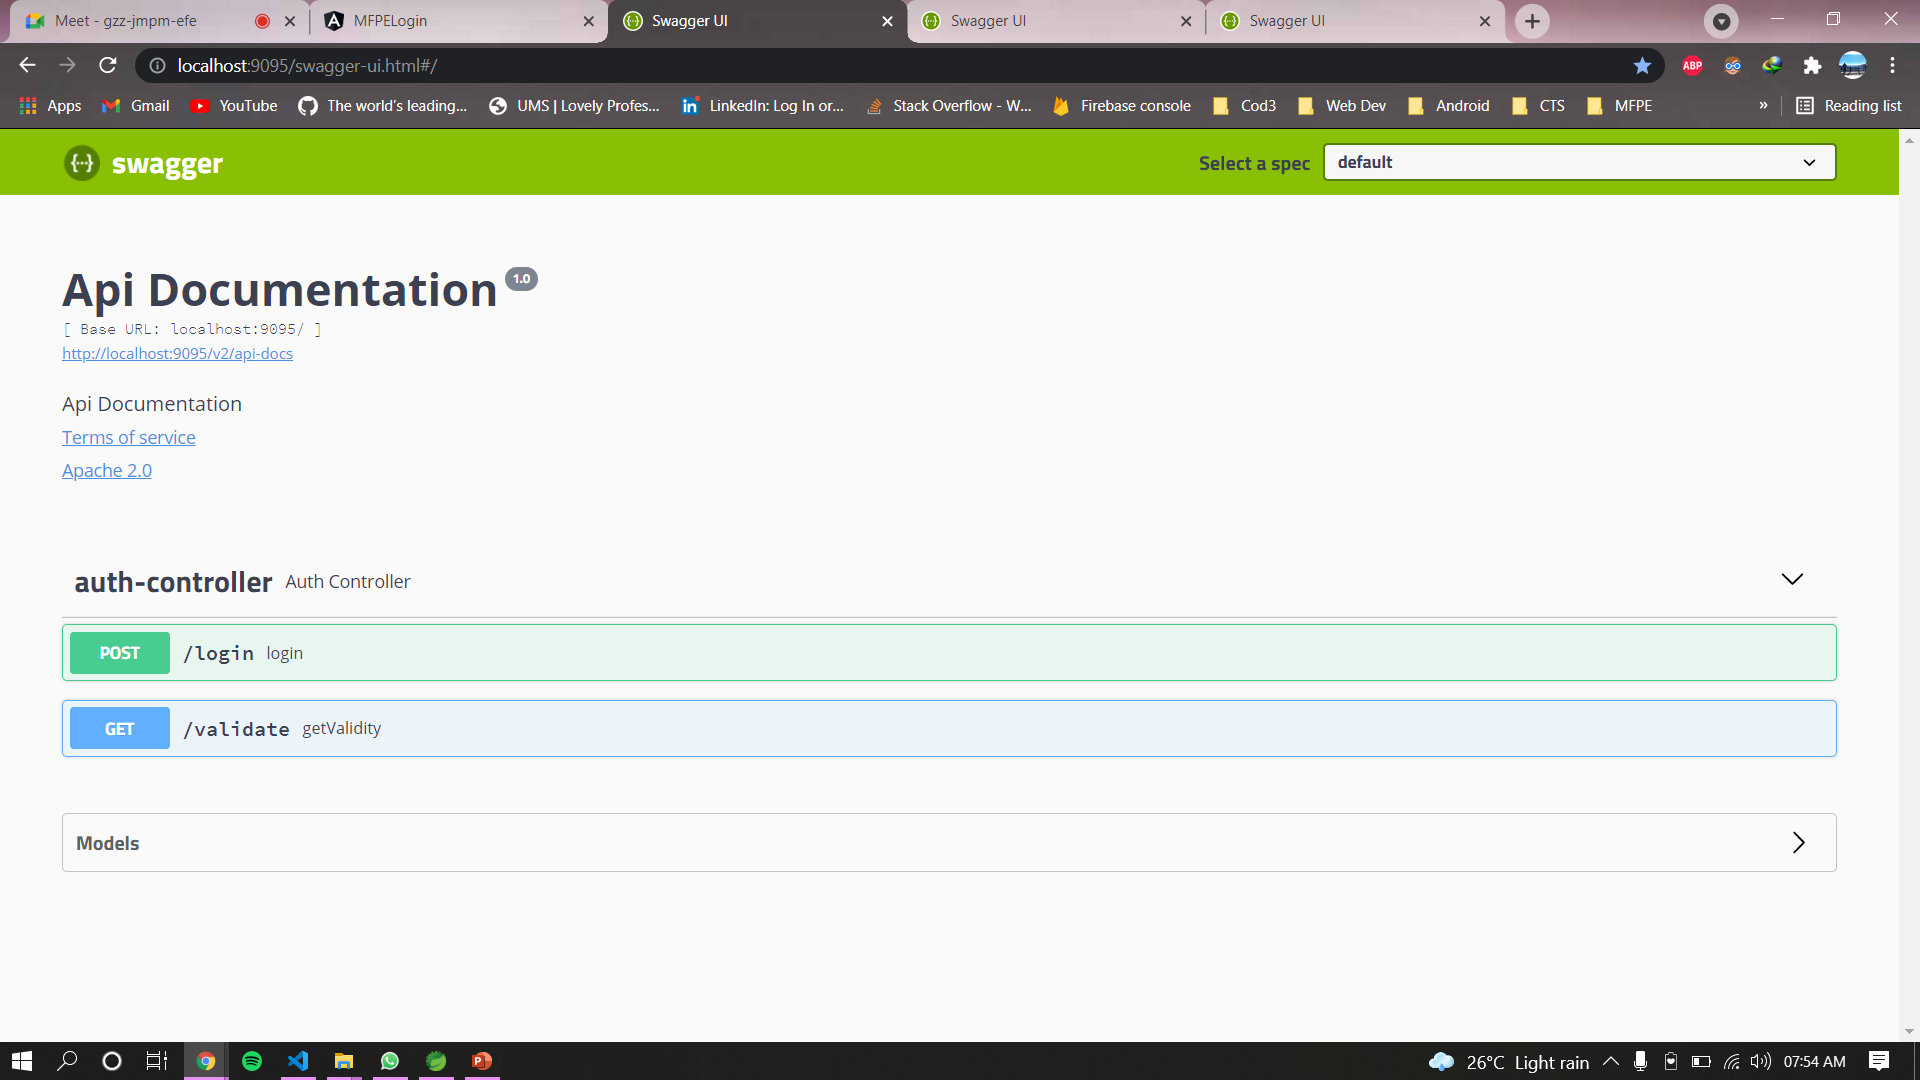 Meet - gzz-jmpm-efe
MFPELogin
Swagger UI
Swagger UI
Swagger UI
localhost:9095/swagger-ui.html#/
ABP
Apps
Gmail
YouTube
The world's leading...
UMS | Lovely Profes...
LinkedIn: Log In or...
Stack Overflow - W...
Firebase console
Cod3
Web Dev
Android
CTS
MFPE
»
Reading list
swagger
Select a spec
default
Api Documentation 1.0
[ Base URL: localhost:9095/ ]
http://localhost:9095/v2/api-docs
Api Documentation
Terms of service
Apache 2.0
auth-controller Auth Controller
POST /login login
GET /validate getValidity
Models
26°C Light rain
07:54 AM